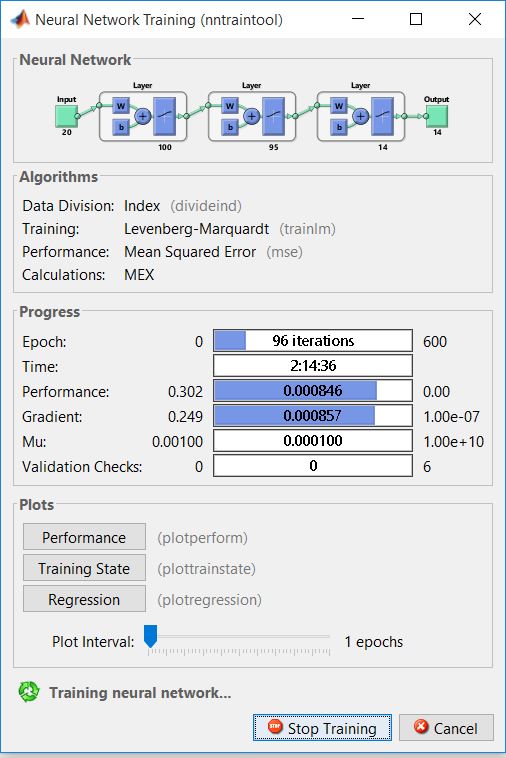 Neural Network Training (nntraintool)
Neural Network
Layer Layer Layer
Input Output
W W W
b b b
20 14
100 95 14
Algorithms
Data Division: Index (divideind)
Training: Levenberg-Marquardt (trainlm)
Performance: Mean Squared Error (mse)
Calculations: MEX
Progress
Epoch: 0 96 iterations 600
Time: 2:14:36
Performance: 0.302 0.000846 0.00
Gradient: 0.249 0.000857 1.00e-07
Mu: 0.00100 0.000100 1.00e+10
Validation Checks: 0 0 6
Plots
Performance (plotperform)
Training State (plottrainstate)
Regression (plotregression)
Plot Interval: 1 epochs
Training neural network...
Stop Training Cancel